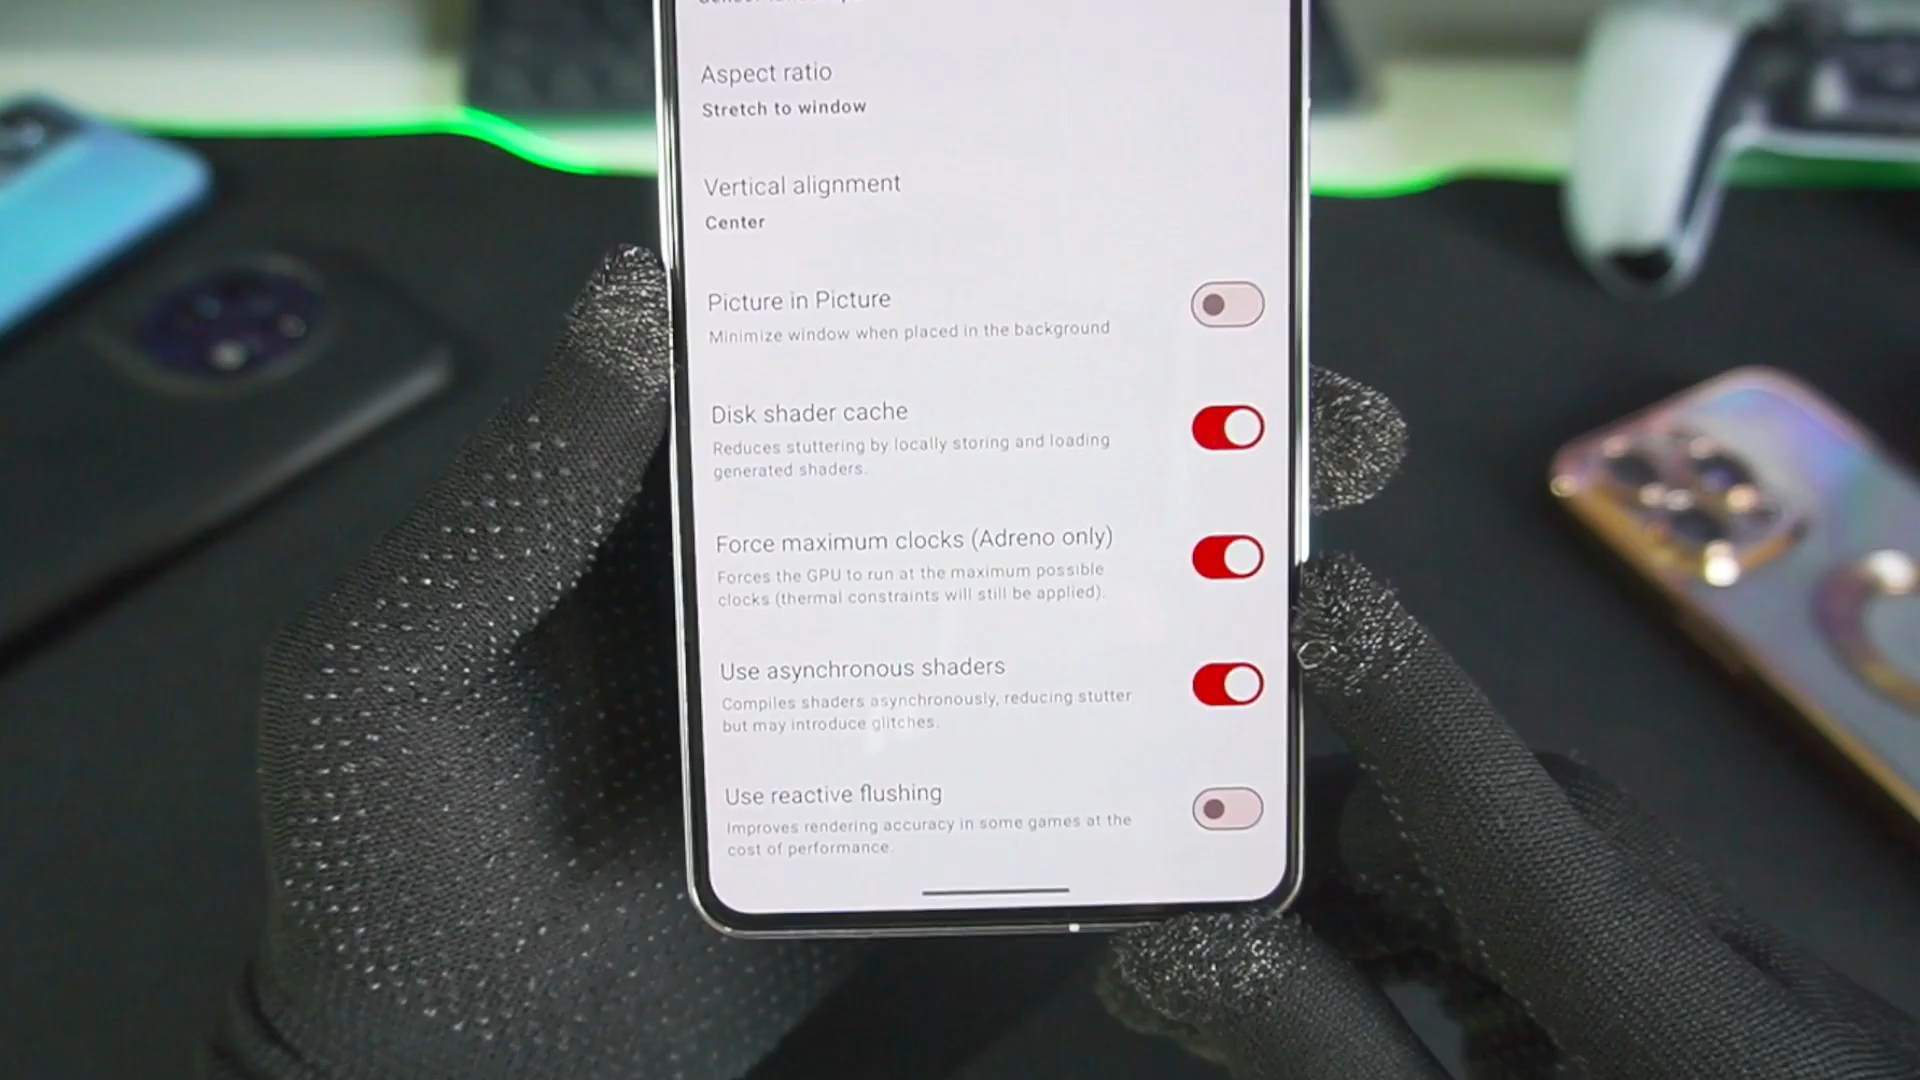 Aspect ratio
Stretch to window
Vertical alignment
Center
Picture in Picture
Minimize window when placed in the background
Disk shader cache
Reduces stuttering by locally storing and loading
generated shaders.
Force maximum clocks (Adreno only)
Forces the GPU to run at the maximum possible
clocks (thermal constraints will still be applied).
Use asynchronous shaders
Compiles shaders asynchronously, reducing stutter
but may introduce glitches.
Use reactive flushing
Improves rendering accuracy in some games at the
cost of performance.